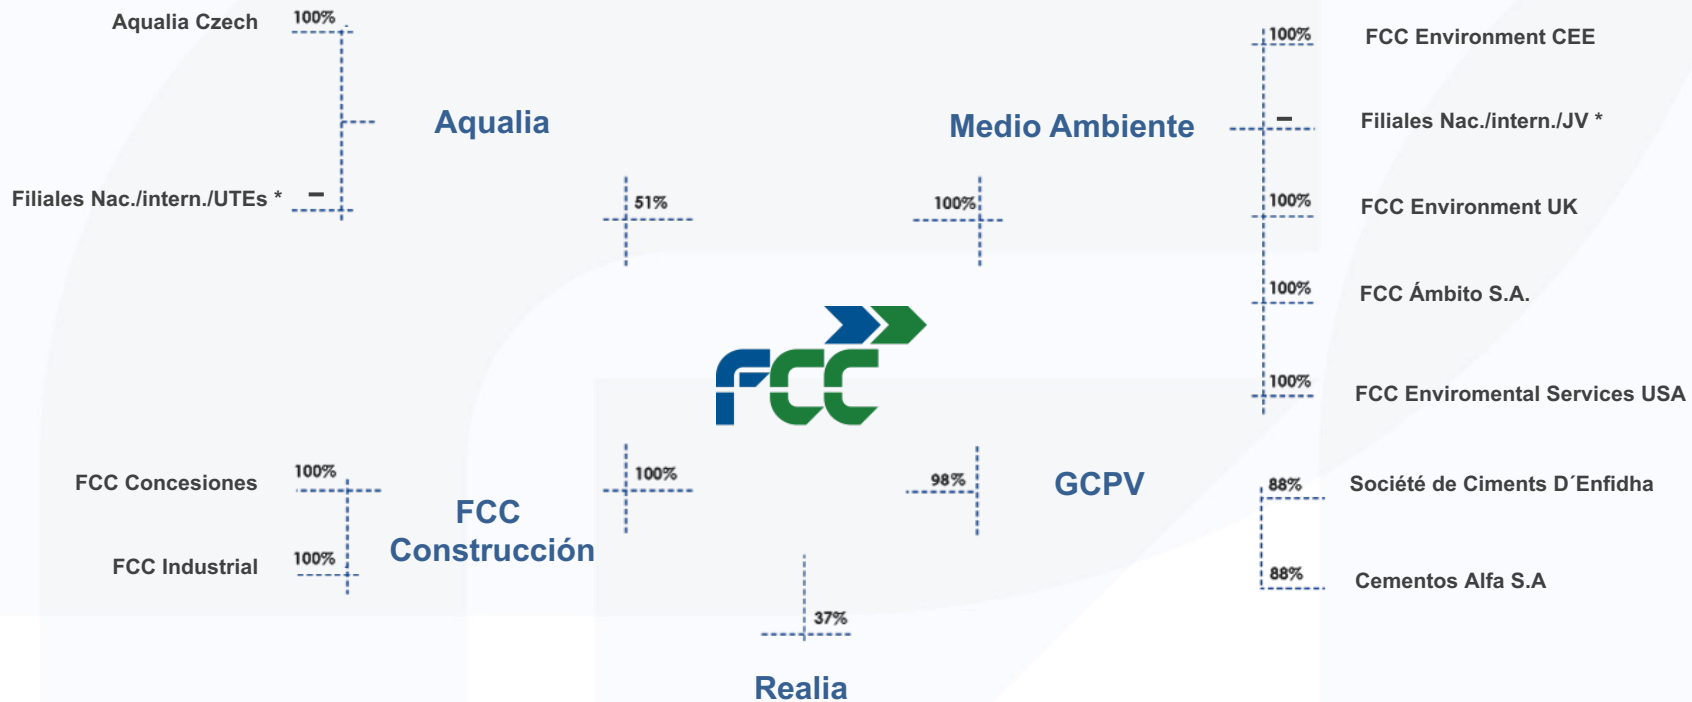 Aqualia Czech
100%
Aqualia
Filiales Nac./intern./UTEs *
–
51%
100%
Medio Ambiente
100%
FCC Environment CEE
–
Filiales Nac./intern./JV *
100%
FCC Environment UK
100%
FCC Ámbito S.A.
100%
FCC Enviromental Services USA
FCC
FCC Concesiones
100%
FCC Industrial
100%
FCC
Construcción
100%
98%
GCPV
88%
Société de Ciments D´Enfidha
88%
Cementos Alfa S.A
37%
Realia